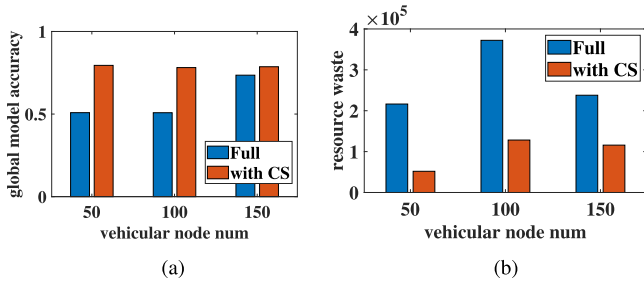 1
0.5
0
global model accuracy
Full
with CS
50 100 150
vehicular node num
(a)
×10^5
4
3
2
1
0
resource waste
Full
with CS
50 100 150
vehicular node num
(b)